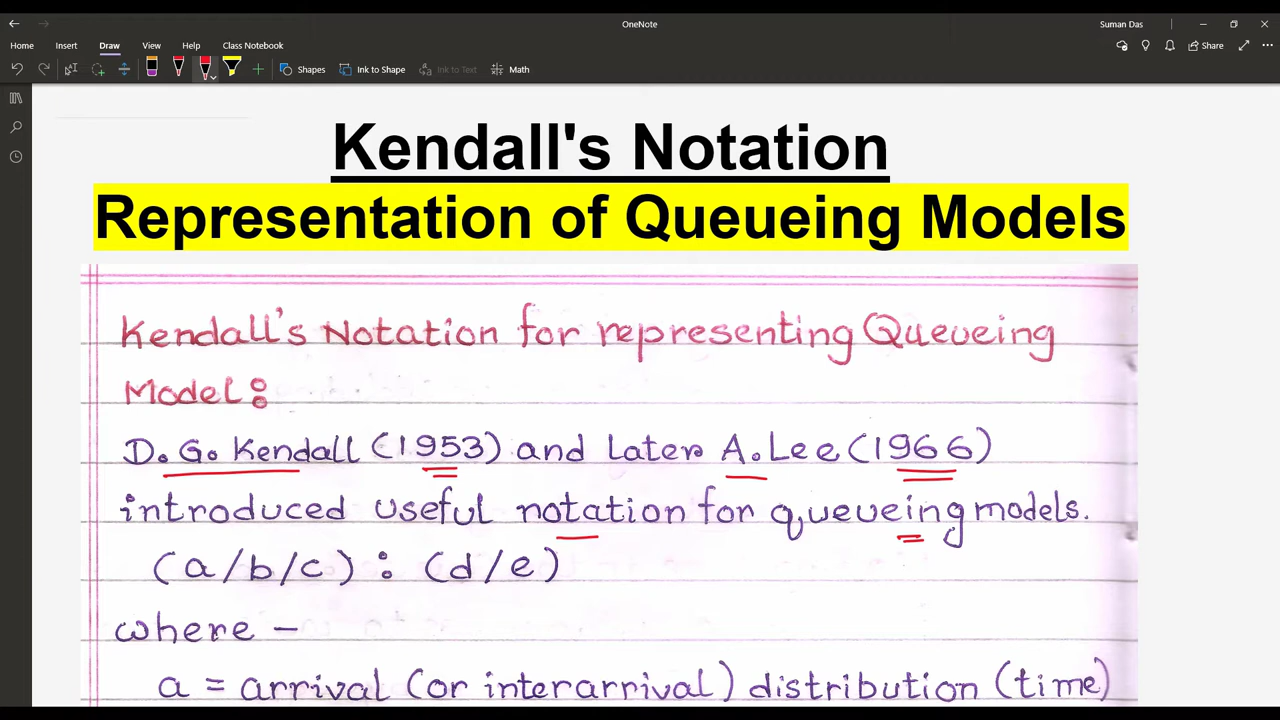 OneNote
Suman Das
Home Insert Draw View Help Class Notebook
Share
Shapes Ink to Shape Ink to Text Math
Kendall's Notation
Representation of Queueing Models
Kendall's Notation for representing Queueing
Model:
D. G. Kendall (1953) and later A. Lee (1966)
introduced useful notation for queueing models.
(a/b/c) : (d/e)
where -
a = arrival (or interarrival) distribution (time)